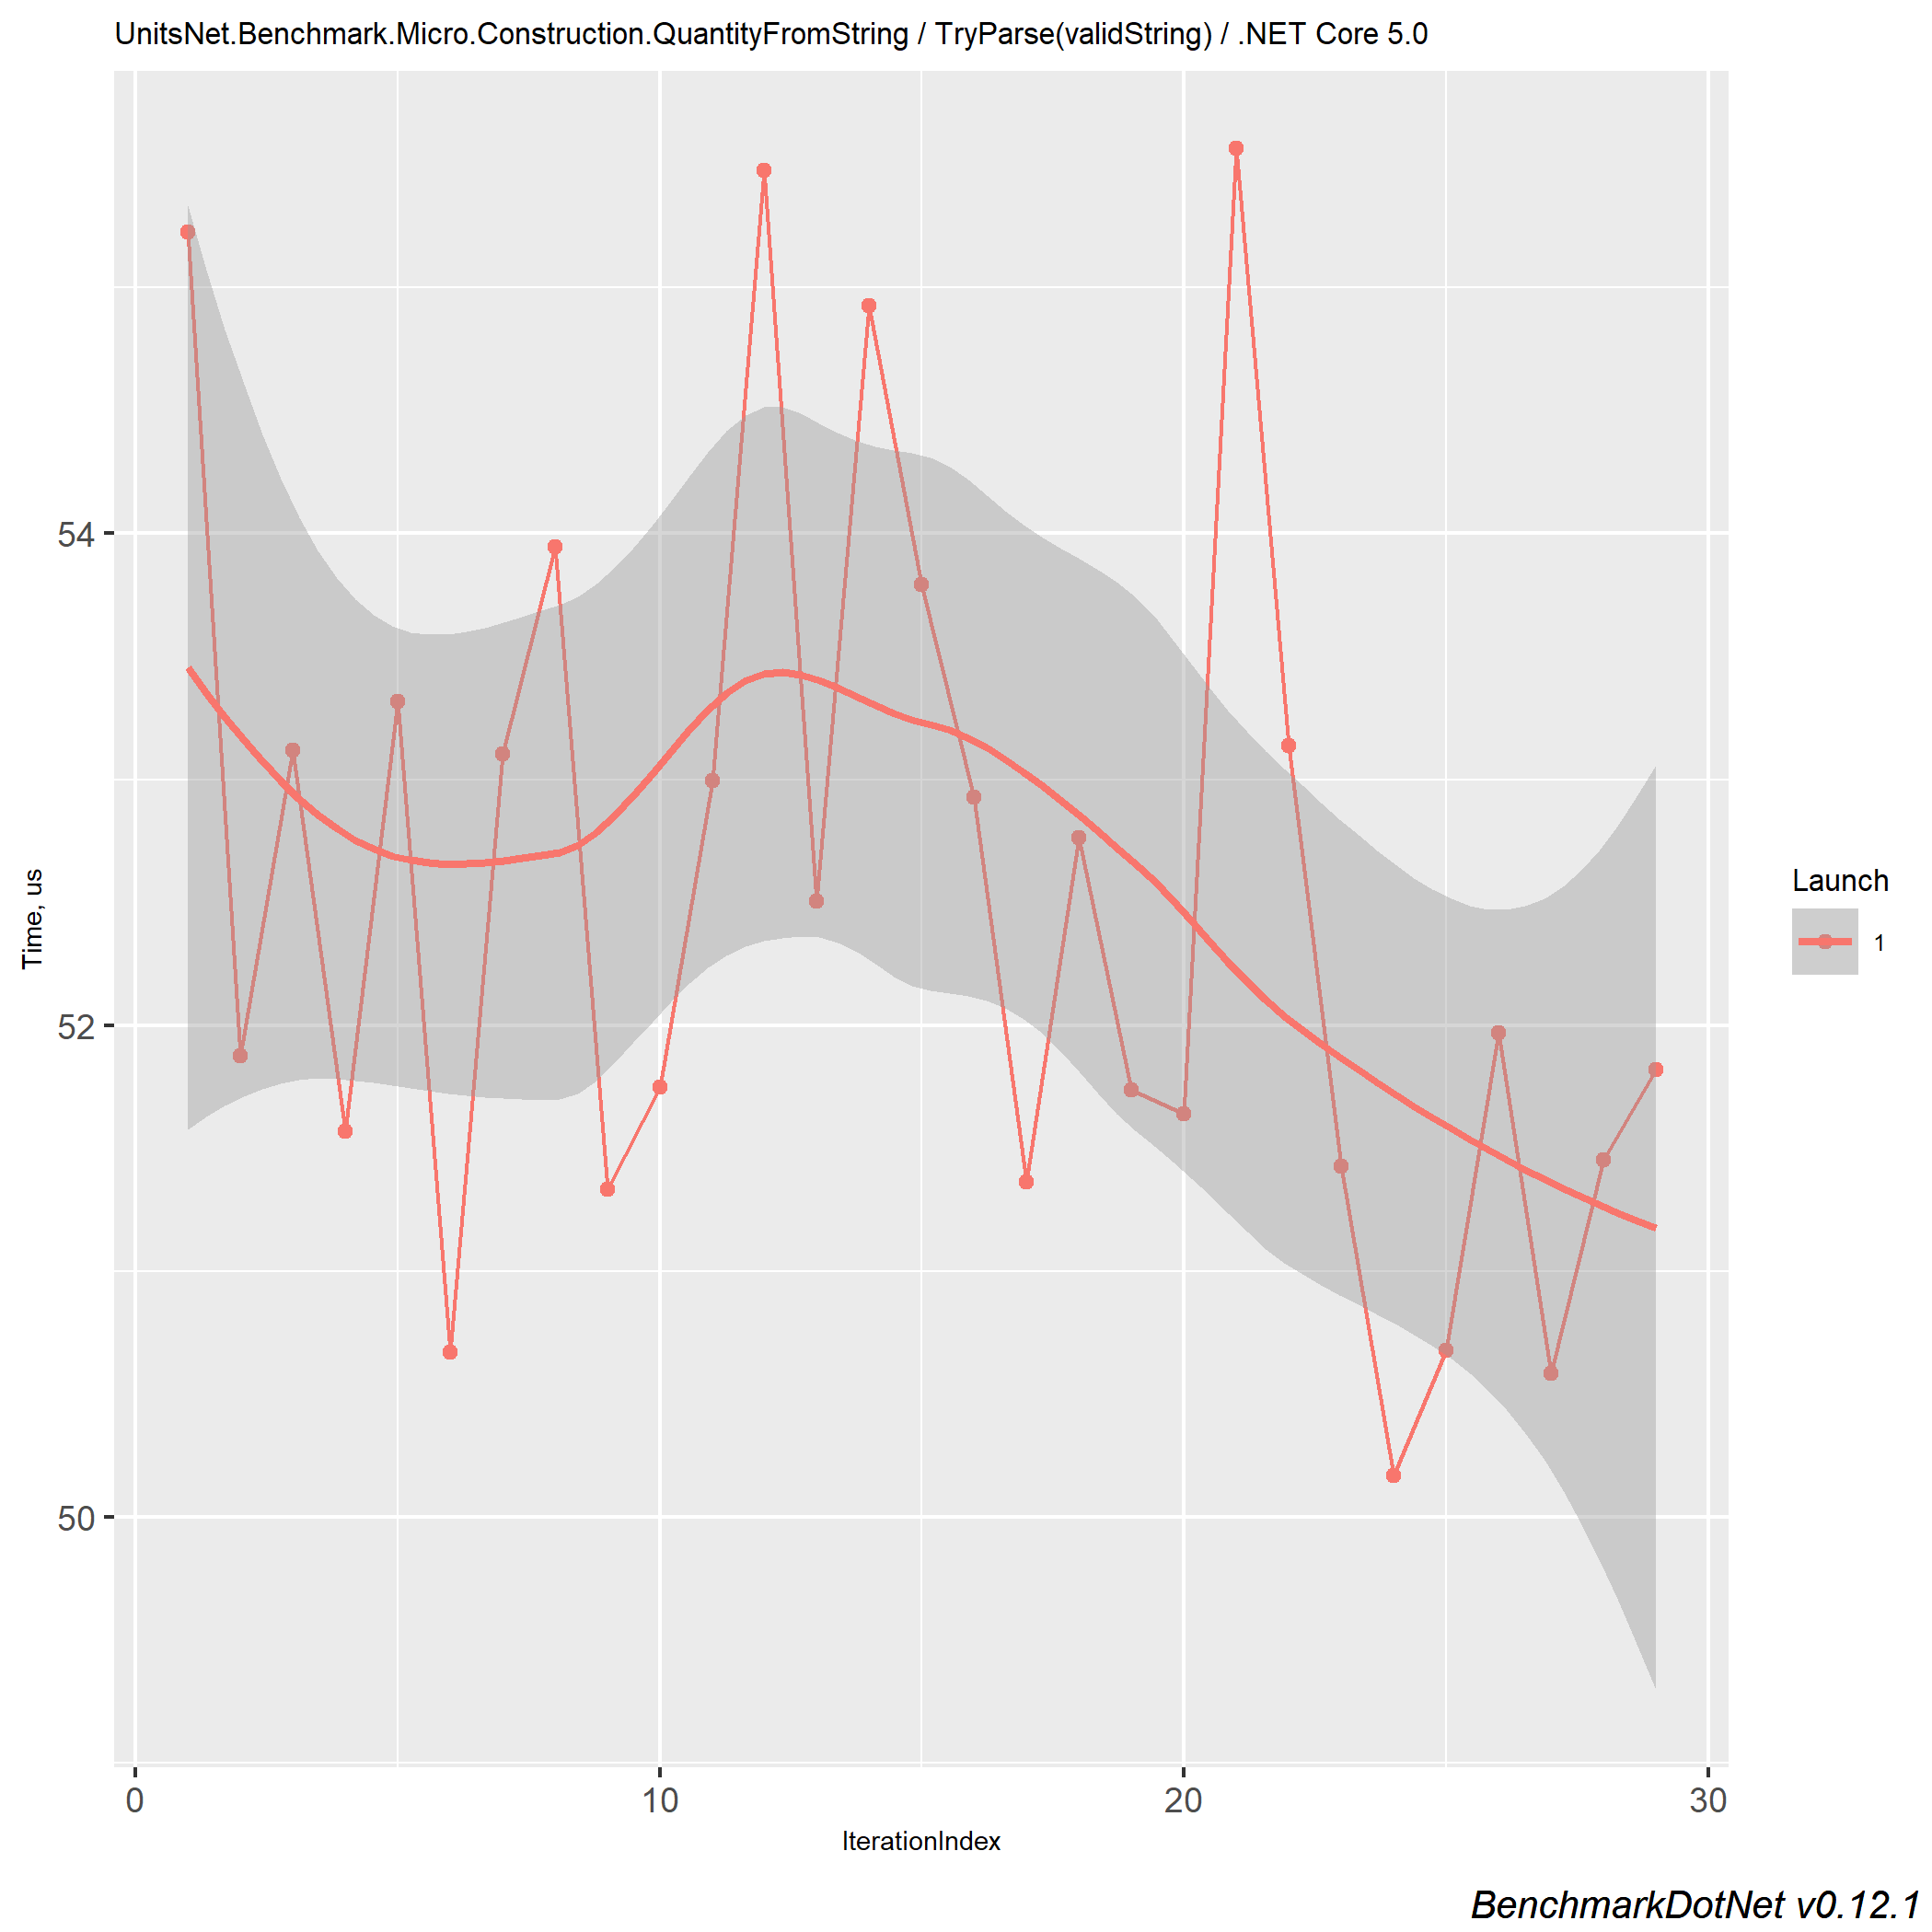 UnitsNet.Benchmark.Micro.Construction.QuantityFromString / TryParse(validString) / .NET Core 5.0
54
52
50
Time, us
0 10 20 30
IterationIndex
Launch
1
BenchmarkDotNet v0.12.1